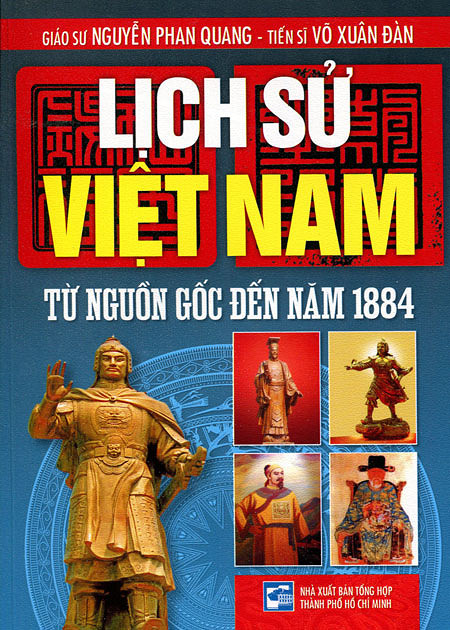 GIÁO SƯ NGUYỄN PHAN QUANG - TIẾN SĨ VÕ XUÂN ĐÀN
LỊCH SỬ
VIỆT NAM
TỪ NGUỒN GỐC ĐẾN NĂM 1884
NHÀ XUẤT BẢN TỔNG HỢP
THÀNH PHỐ HỒ CHÍ MINH